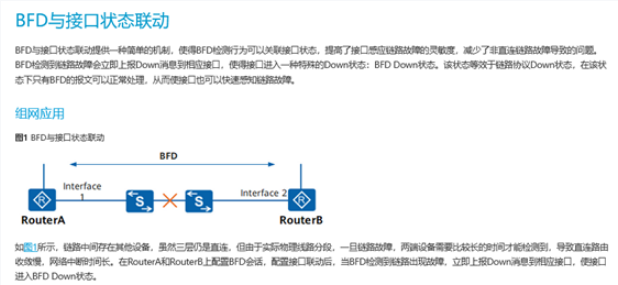 BFD与接口状态联动
BFD与接口状态联动提供一种简单的机制，使得BFD检测行为可以关联接口状态，提高了接口感应链路故障的灵敏度，减少了非直连链路故障导致的问题。
BFD检测到链路故障会立即上报Down消息到相应接口，使得接口进入一种特殊的Down状态：BFD Down状态。该状态等效于链路协议Down状态，在该状
态下只有BFD的报文可以正常处理，从而使接口也可以快速感知链路故障。
组网应用
图1 BFD与接口状态联动
BFD
Interface
1
Interface 2
R
S
S
R
RouterA
RouterB
如图1所示，链路中间存在其他设备，虽然三层仍是直连，但由于实际物理线路分段，一旦链路故障，两端设备需要比较长的时间才能检测到，导致直连路由
收敛慢，网络中断时间长。在RouterA和RouterB上配置BFD会话，配置接口联动后，当BFD检测到链路出现故障，立即上报Down消息到相应接口，使接口
进入BFD Down状态。